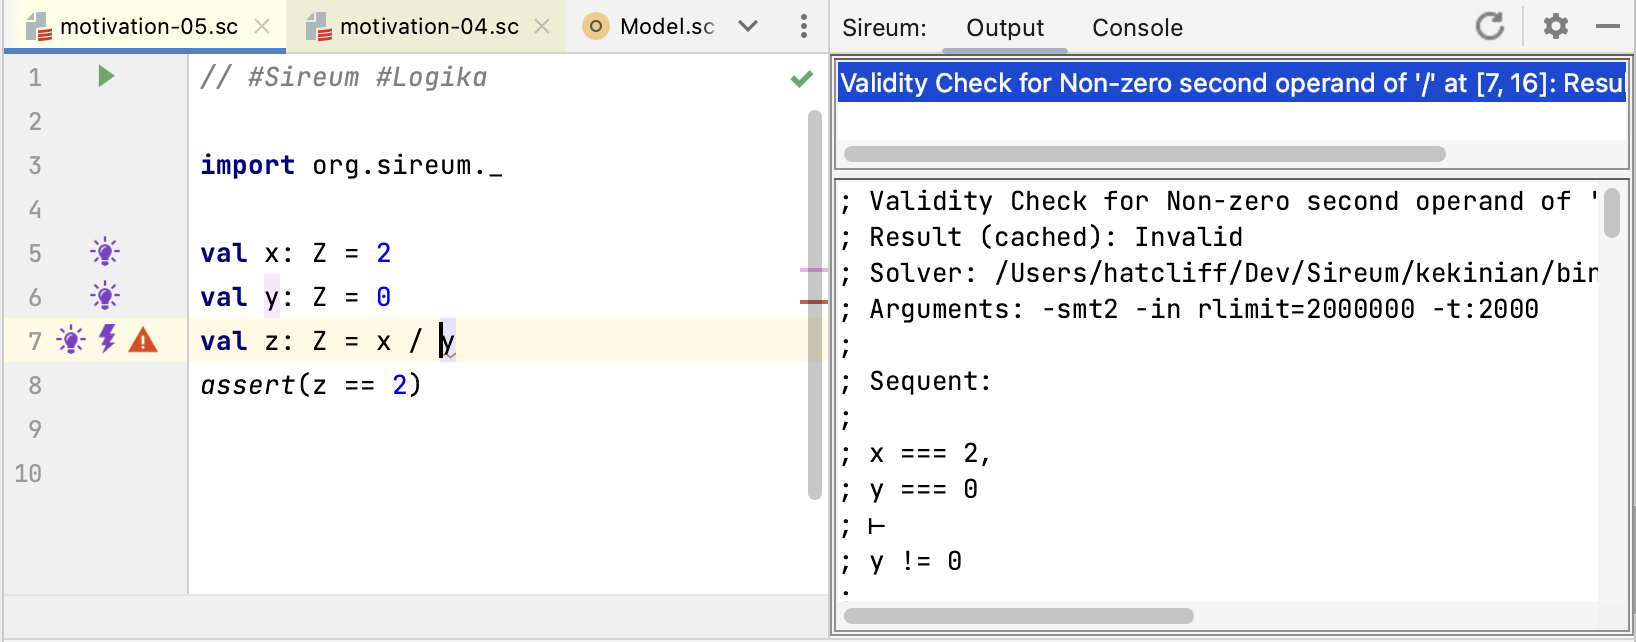 motivation-05.sc
motivation-04.sc
O Model.sc
Sireum:
Output
Console
1 // #Sireum #Logika
2
3 import org.sireum._
4
5 val x: Z = 2
6 val y: Z = 0
7 val z: Z = x / y
8 assert(z == 2)
9
10
Validity Check for Non-zero second operand of '/' at [7, 16]: Resu
; Validity Check for Non-zero second operand of '
; Result (cached): Invalid
; Solver: /Users/hatcliff/Dev/Sireum/kekinian/bin
; Arguments: -smt2 -in rlimit=2000000 -t:2000
;
; Sequent:
;
; x === 2,
; y === 0
; ⊢
; y != 0